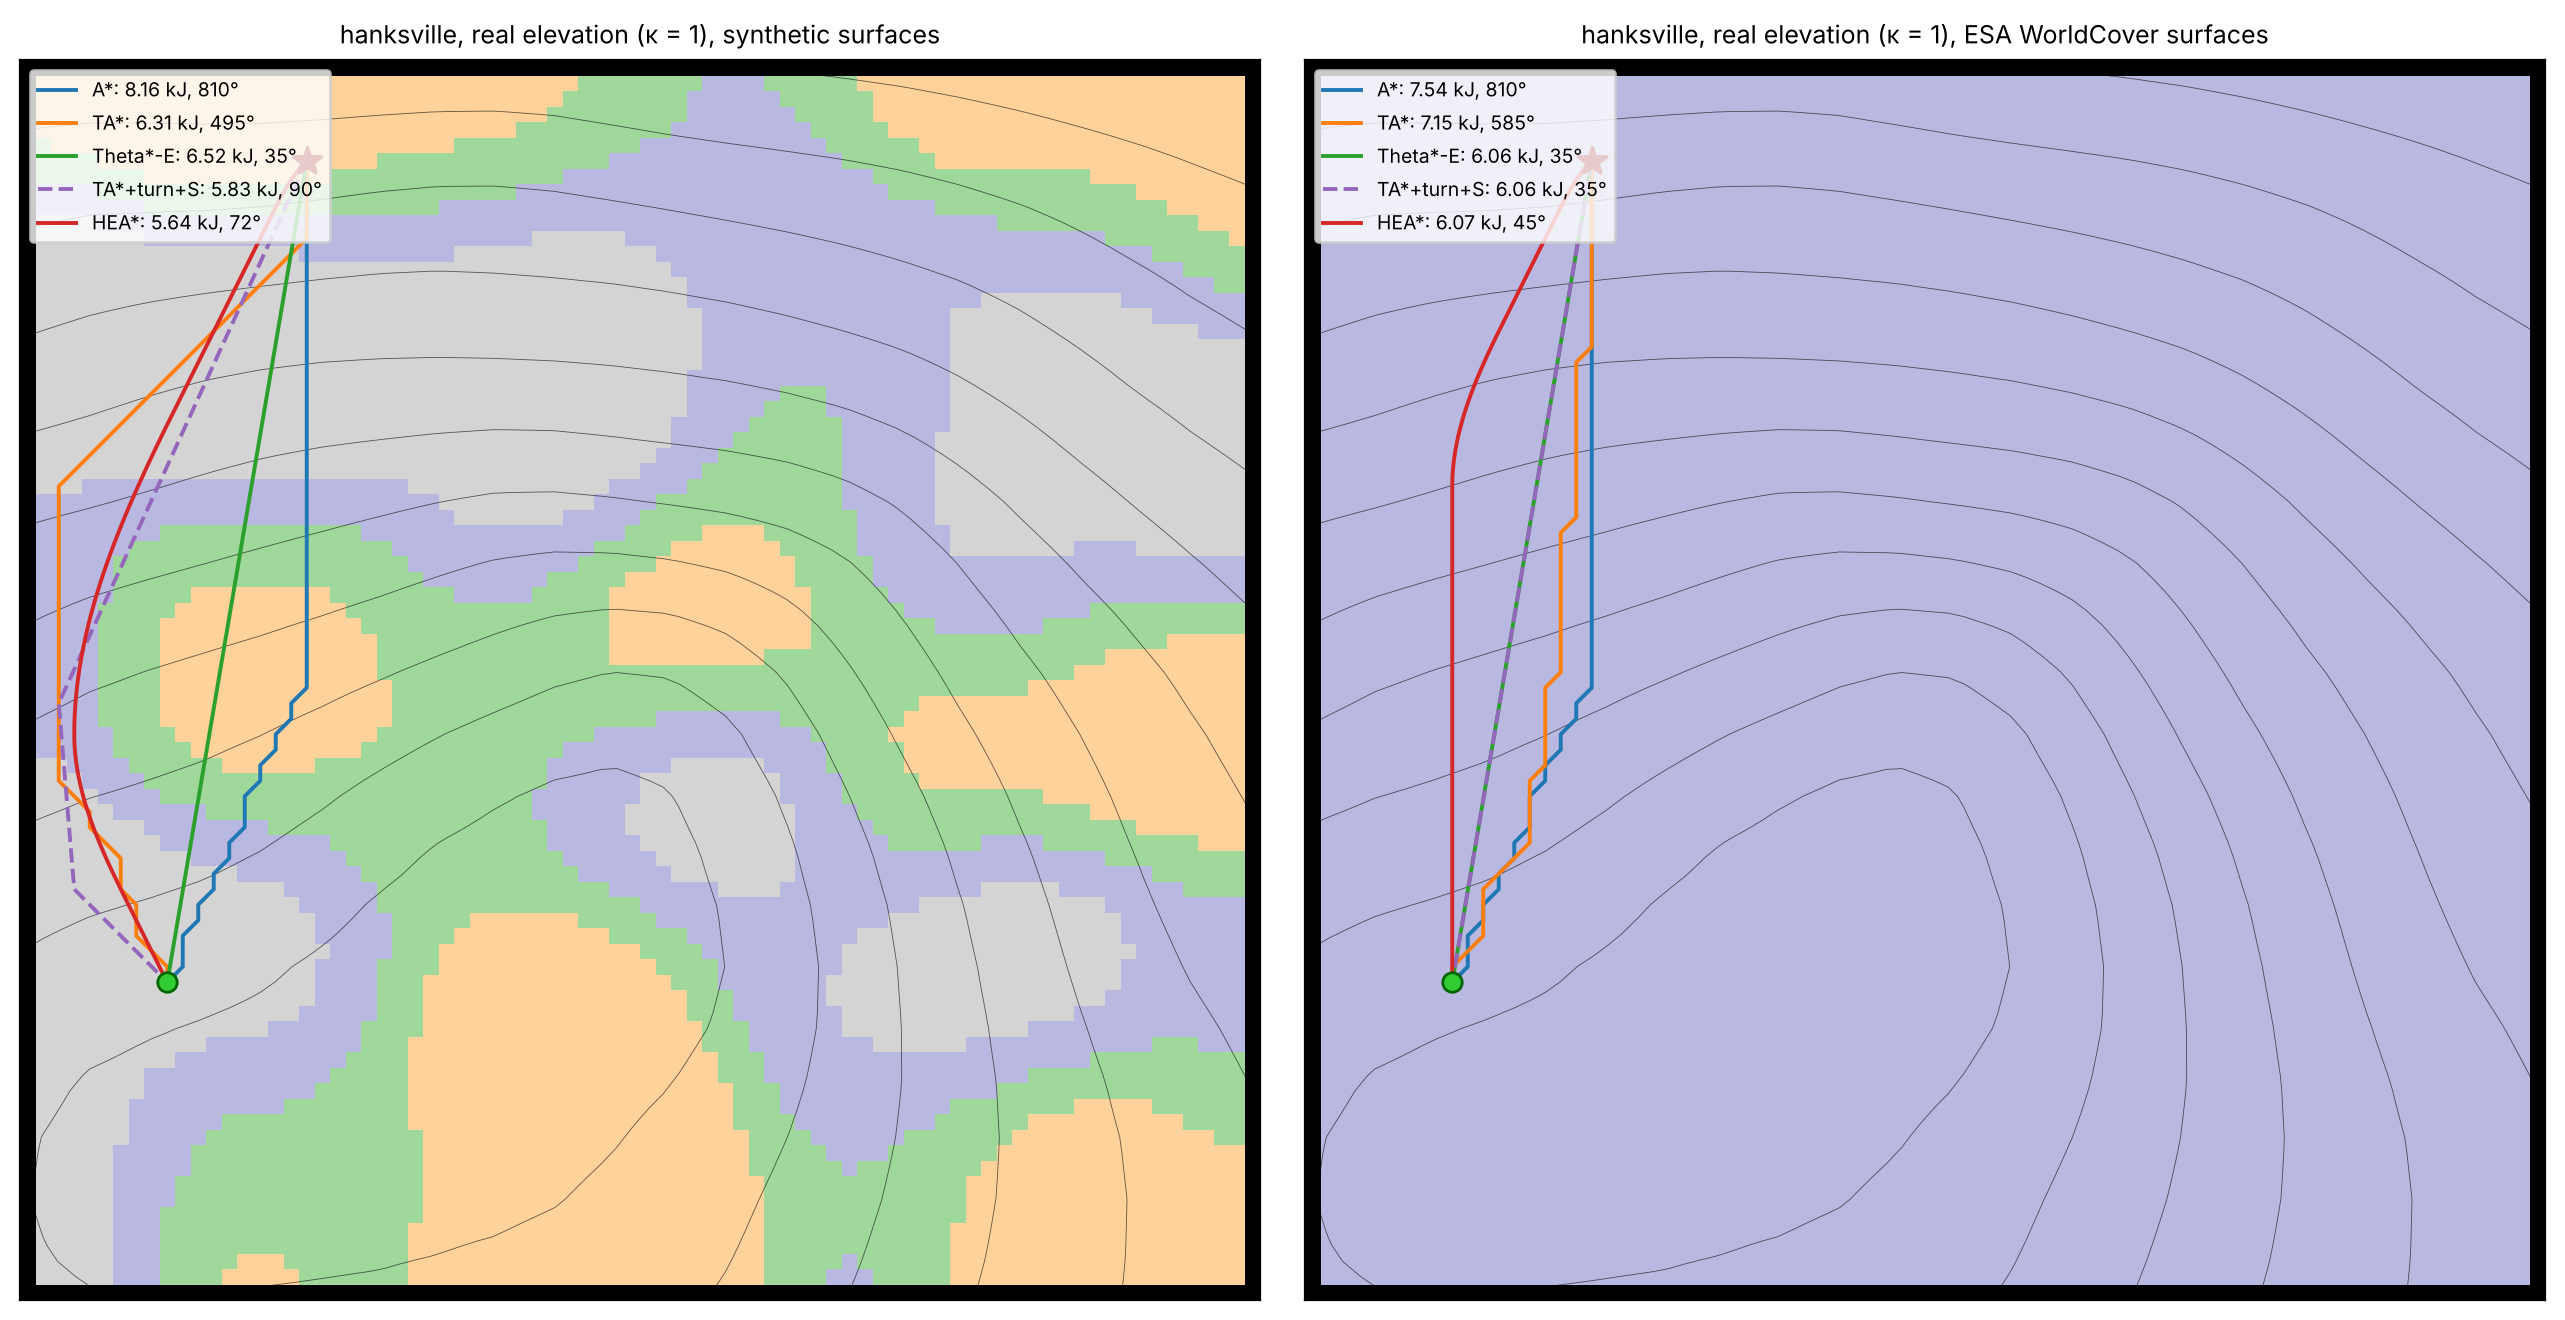 hanksville, real elevation (κ = 1), synthetic surfaces
A*: 8.16 kJ, 810°
TA*: 6.31 kJ, 495°
Theta*-E: 6.52 kJ, 35°
TA*+turn+S: 5.83 kJ, 90°
HEA*: 5.64 kJ, 72°
hanksville, real elevation (κ = 1), ESA WorldCover surfaces
A*: 7.54 kJ, 810°
TA*: 7.15 kJ, 585°
Theta*-E: 6.06 kJ, 35°
TA*+turn+S: 6.06 kJ, 35°
HEA*: 6.07 kJ, 45°